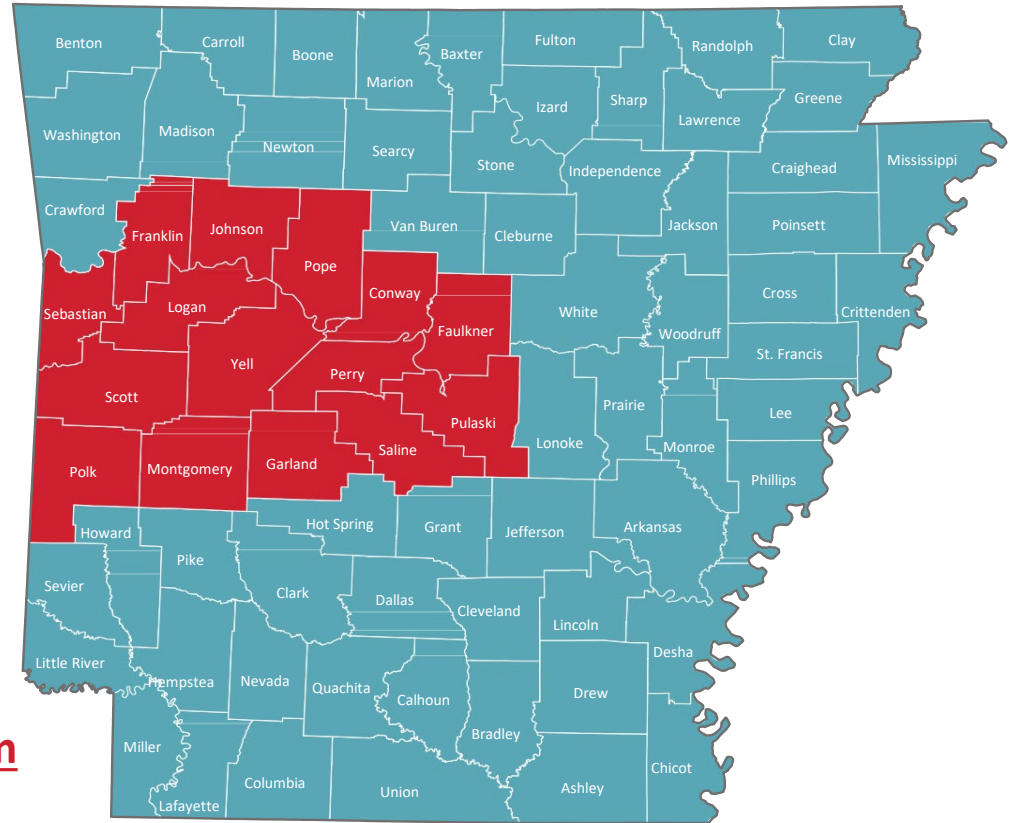 Benton
Carroll
Boone
Marion
Baxter
Fulton
Randolph
Clay
Izard
Sharp
Lawrence
Greene
Washington
Madison
Newton
Searcy
Stone
Independence
Craighead
Mississippi
Crawford
Franklin
Johnson
Pope
Van Buren
Cleburne
Jackson
Poinsett
Sebastian
Logan
Conway
Faulkner
White
Woodruff
Cross
Crittenden
St. Francis
Scott
Yell
Perry
Pulaski
Prairie
Lee
Lonoke
Monroe
Phillips
Polk
Montgomery
Garland
Saline
Howard
Hot Spring
Grant
Jefferson
Arkansas
Pike
Sevier
Clark
Dallas
Cleveland
Lincoln
Desha
Little River
Hempstea
Nevada
Quachita
Calhoun
Drew
Bradley
m
Miller
Lafayette
Columbia
Union
Ashley
Chicot